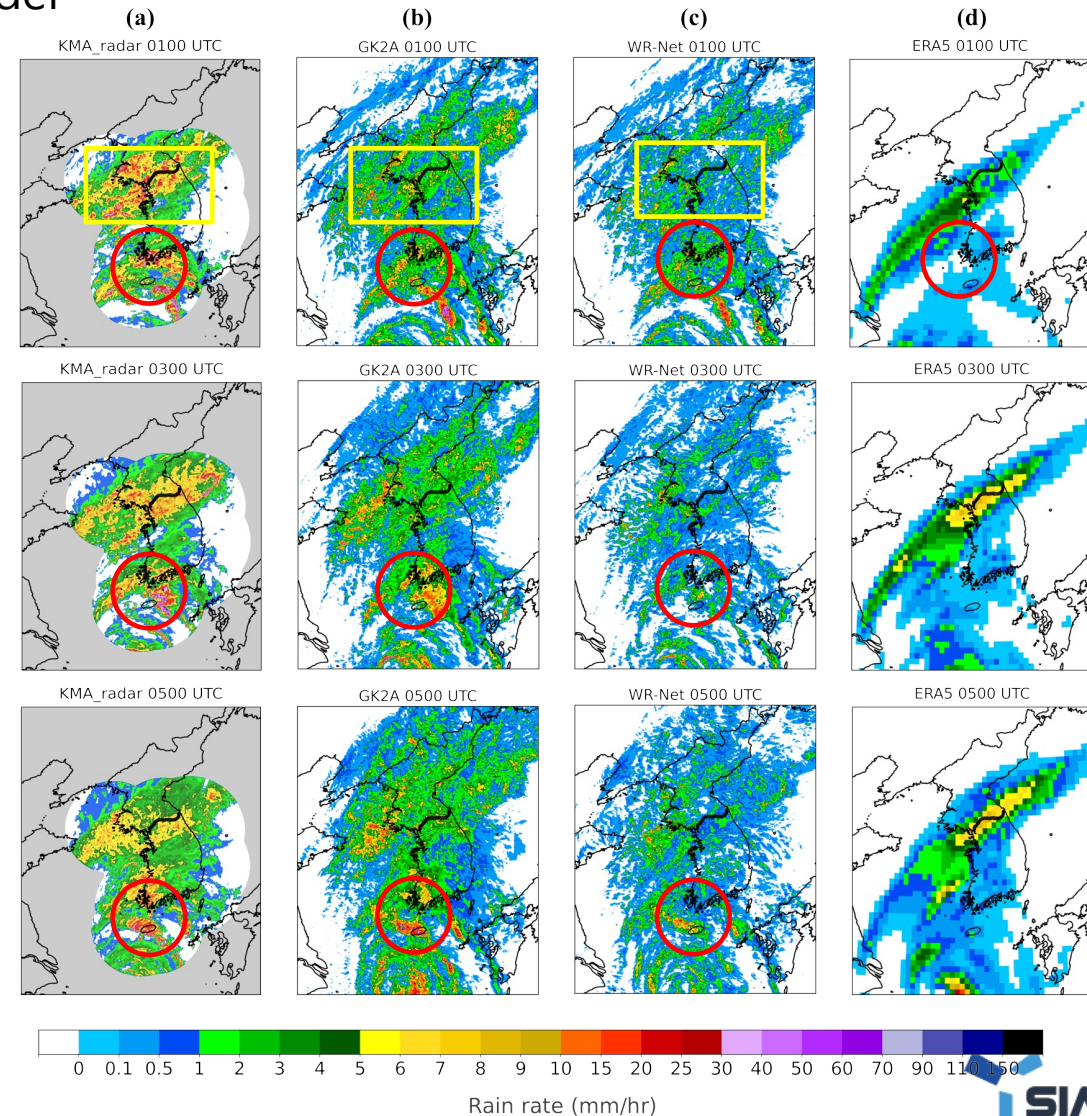 (a) (b) (c) (d)
KMA_radar 0100 UTC GK2A 0100 UTC WR-Net 0100 UTC ERA5 0100 UTC
KMA_radar 0300 UTC GK2A 0300 UTC WR-Net 0300 UTC ERA5 0300 UTC
KMA_radar 0500 UTC GK2A 0500 UTC WR-Net 0500 UTC ERA5 0500 UTC
0 0.1 0.5 1 2 3 4 5 6 7 8 9 10 15 20 25 30 40 50 60 70 90 110 150
Rain rate (mm/hr)